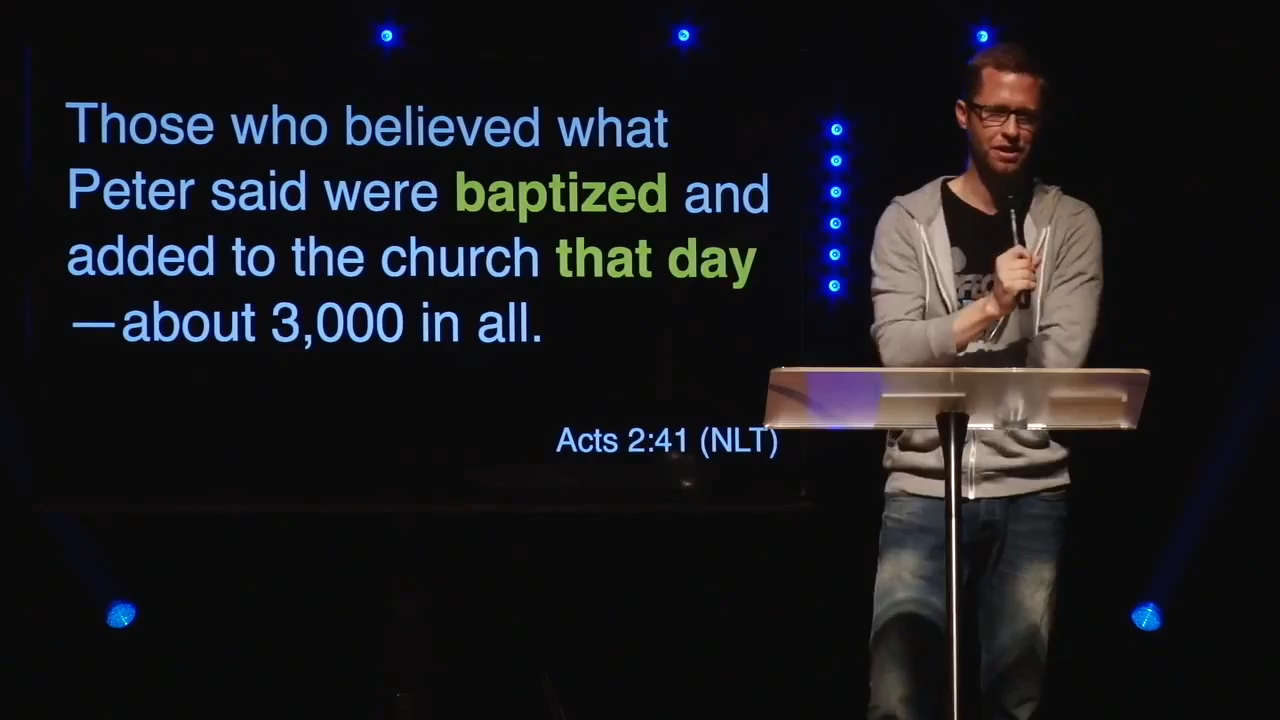 Those who believed what
Peter said were baptized and
added to the church that day
—about 3,000 in all.
Acts 2:41 (NLT)